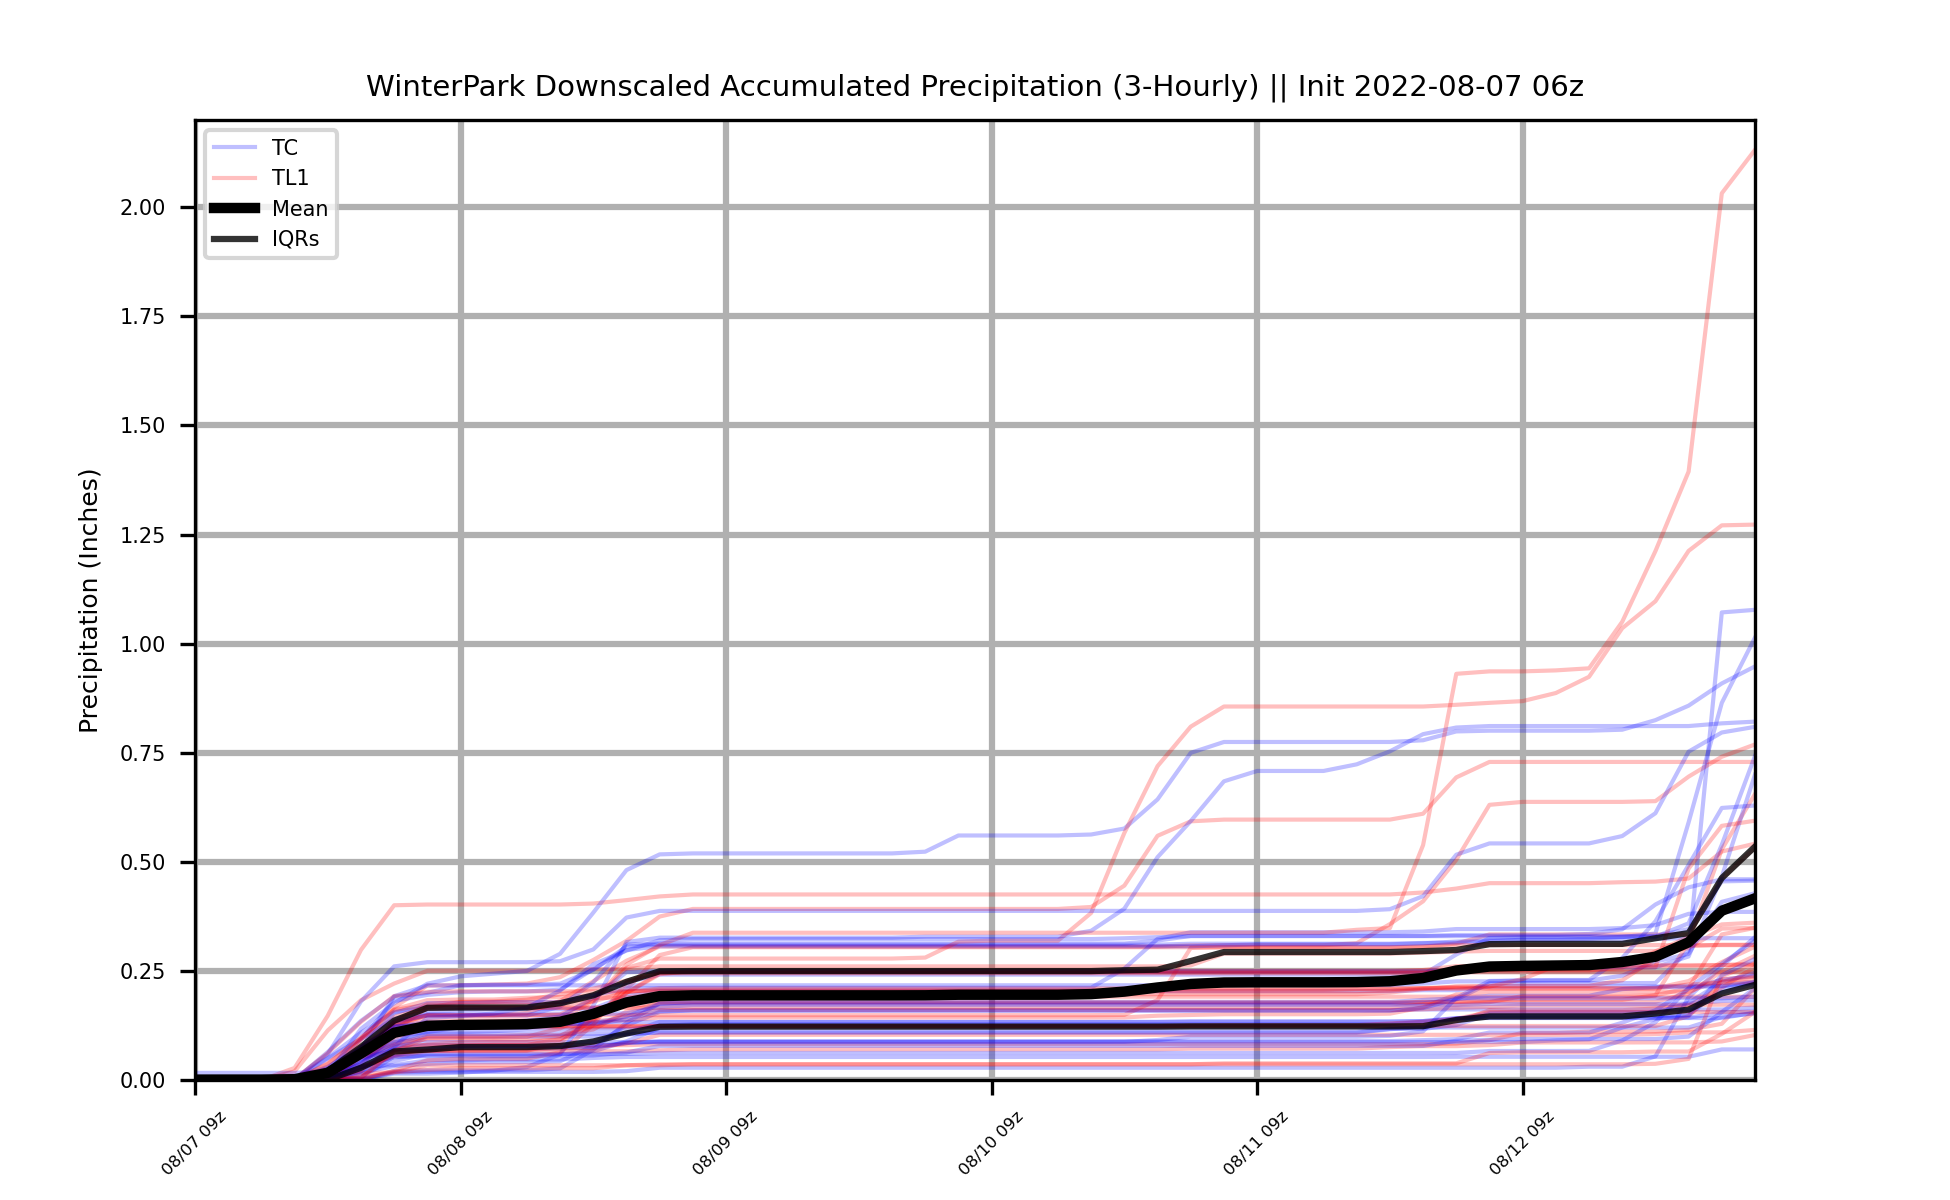 WinterPark Downscaled Accumulated Precipitation (3-Hourly) || Init 2022-08-07 06z
TC
TL1
Mean
IQRs
Precipitation (Inches)
2.00
1.75
1.50
1.25
1.00
0.75
0.50
0.25
0.00
08/07 09z
08/08 09z
08/09 09z
08/10 09z
08/11 09z
08/12 09z